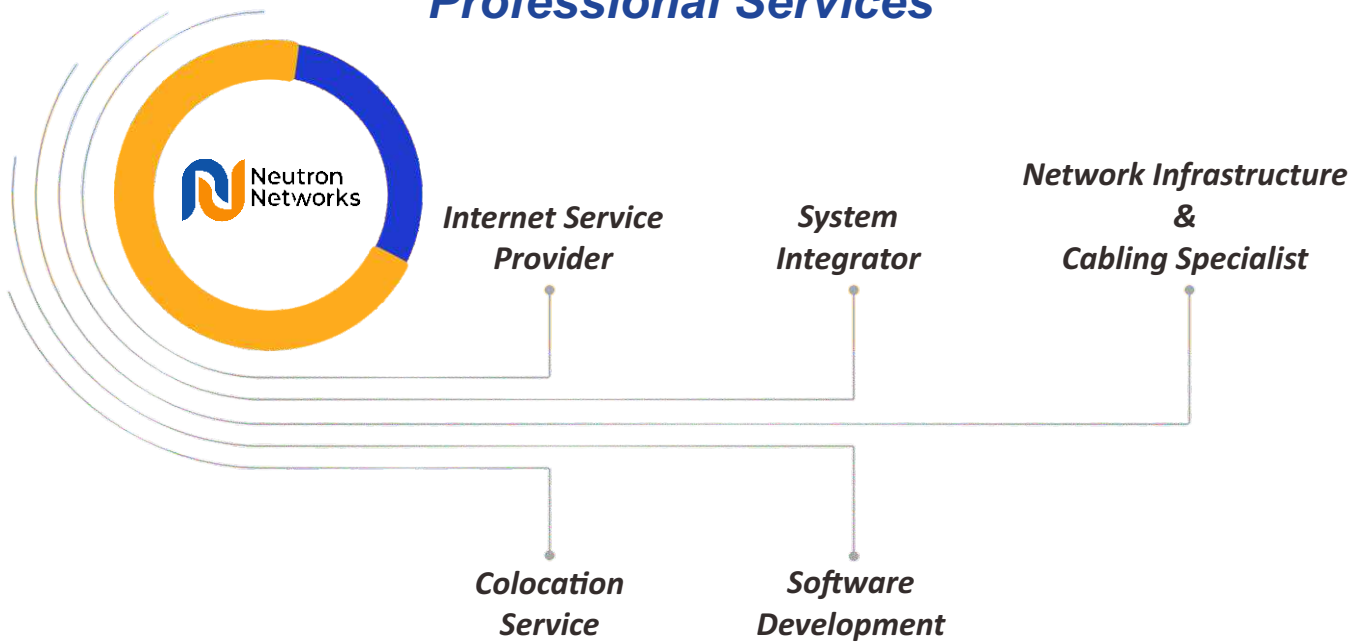 Professional Services
Neutron
Networks
Internet Service
Provider
System
Integrator
Network Infrastructure
&
Cabling Specialist
Colocation
Service
Software
Development